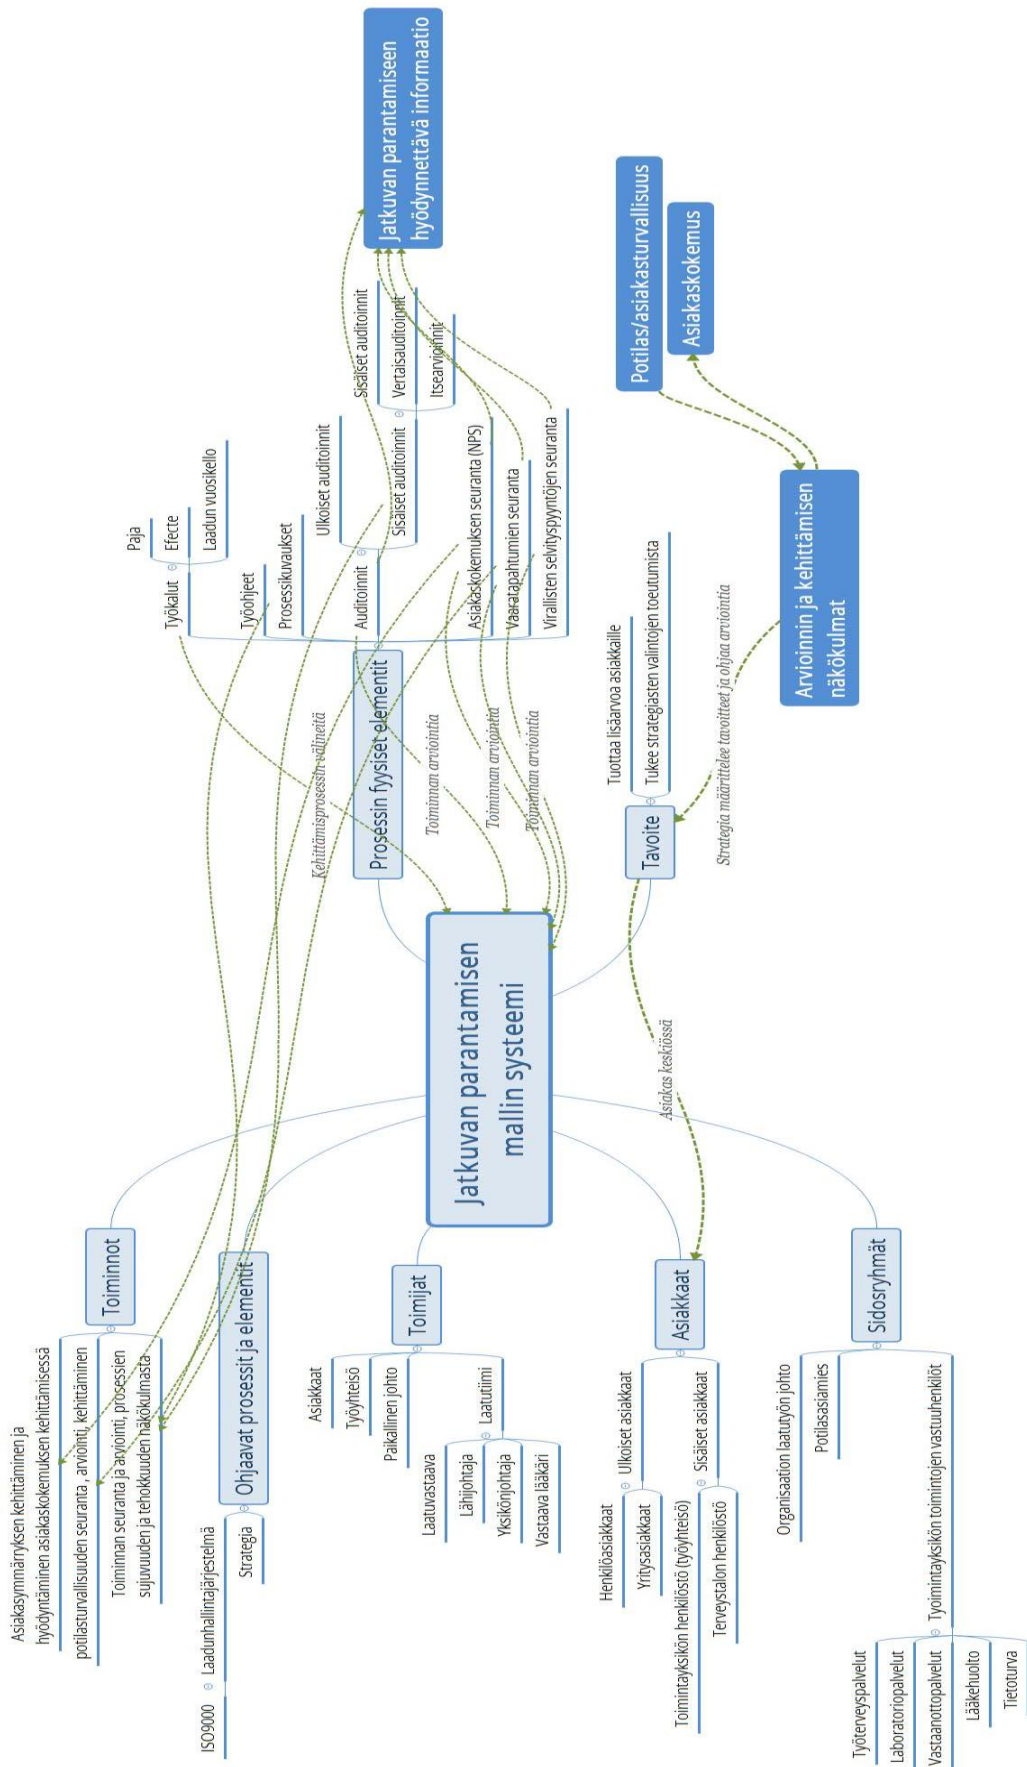 Asiakasymmärryksen kehittäminen ja
hyödyntäminen asiakaskokemuksen kehittämisessä
potilasturvallisuuden seuranta , arviointi, kehittäminen
Toiminnan seuranta ja arviointi, prosessien
sujuvuuden ja tehokkuuden näkökulmasta
Toiminnot
ISO9000
Laadunhallintajärjestelmä
Strategia
Ohjaavat prosessit ja elementit
Asiakkaat
Työyhteisö
Paikallinen johto
Laatutiimi
Laatuvastaava
Lähijohtaja
Yksikönjohtaja
Vastaava lääkäri
Toimijat
Henkilöasiakkaat
Yritysasiakkaat
Ulkoiset asiakkaat
Toimintayksikön henkilöstö (työyhteisö)
Terveystalon henkilöstö
Sisäiset asiakkaat
Asiakkaat
Organisaation laatutyön johto
Potilasasiamies
Tyoimintayksikön toimintojen vastuuhenkilöt
Työterveyspalvelut
Laboratoriopalvelut
Vastaanottopalvelut
Lääkehuolto
Tietoturva
Sidosryhmät
Jatkuvan parantamisen
mallin systeemi
Prosessin fyysiset elementit
Työkalut
Paja
Efecte
Laadun vuosikello
Työohjeet
Prosessikuvaukset
Auditoinnit
Ulkoiset auditoinnit
Sisäiset auditoinnit
Sisäiset auditoinnit
Vertaisauditoinnit
Itsearvioinnit
Asiakaskokemuksen seuranta (NPS)
Vaaratapahtumien seuranta
Virallisten selvityspyyntöjen seuranta
Kehittämisprosessin välineitä
Toiminnan arviointia
Toiminnan arviointia
Toiminnan arviointia
Tavoite
Tuottaa lisäarvoa asiakkaille
Tukee strategiasten valintojen toetutumista
Asiakas keskiössä
Strategia määrittelee tavoitteet ja ohjaa arviointia
Jatkuvan parantamiseen
hyödynnettävä informaatio
Potilas/asiakasturvallisuus
Asiakaskokemus
Arvioinnin ja kehittämisen
näkökulmat